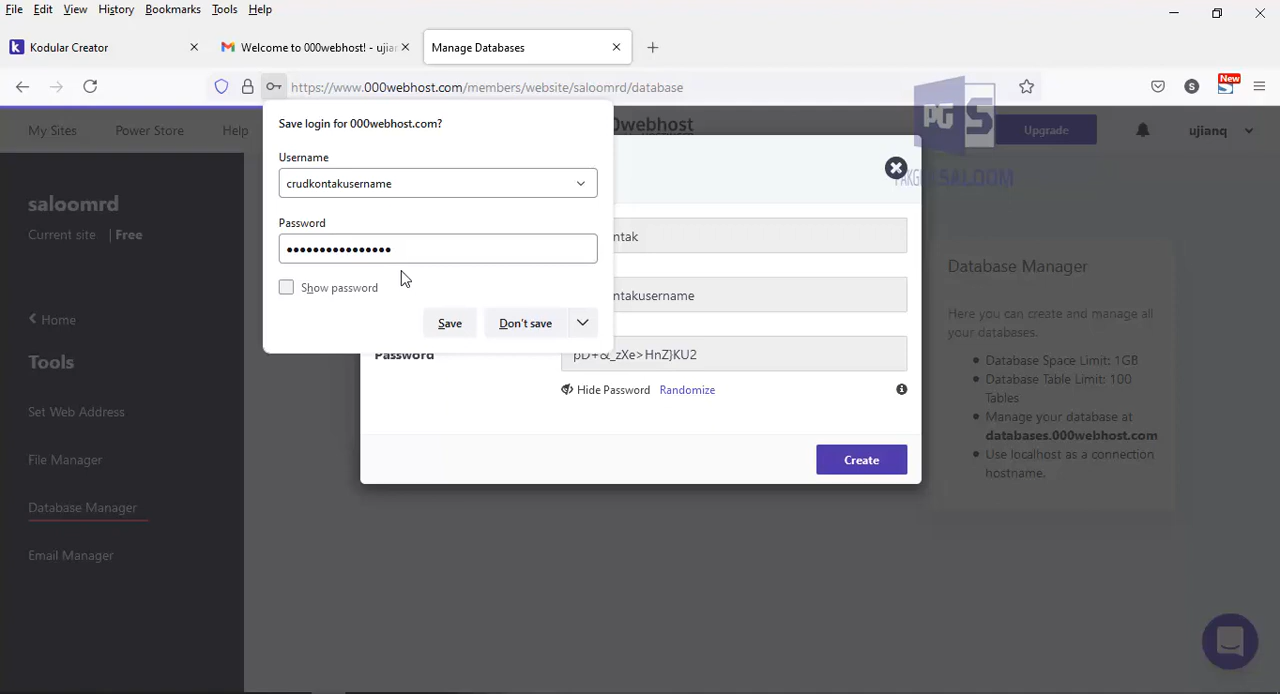 File Edit View History Bookmarks Tools Help
Kodular Creator
Welcome to 000webhost! - ujian
Manage Databases
https://www.000webhost.com/members/website/saloomrd/database
New
S
My Sites Power Store Help
0webhost
Upgrade
ujianq
PG S
SALOOM
saloomrd
Current site | Free
Home
Tools
Set Web Address
File Manager
Database Manager
Email Manager
Save login for 000webhost.com?
Username
crudkontakusername
Password
••••••••••••••••
Show password
Save
Don't save
ntak
ntakusername
Password
pD+&_zXe>HnZ}KU2
Hide Password Randomize
Create
Database Manager
Here you can create and manage all
your databases.
• Database Space Limit: 1GB
• Database Table Limit: 100
Tables
• Manage your database at
databases.000webhost.com
• Use localhost as a connection
hostname.